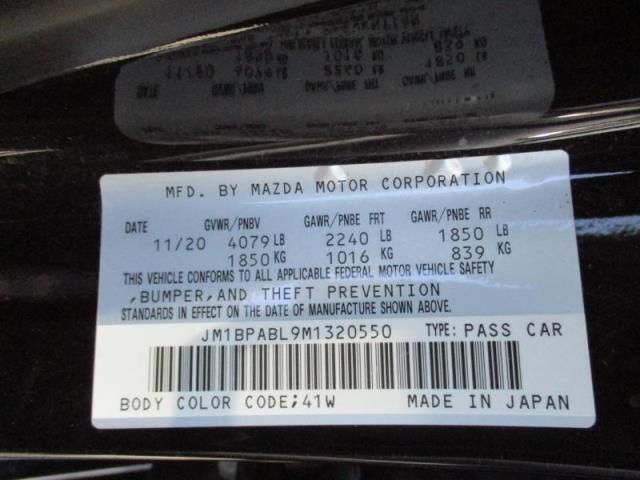 MFD. BY MAZDA MOTOR CORPORATION
DATE GVWR/PNBV GAWR/PNBE FRT GAWR/PNBE RR
11/20 4079 LB 2240 LB 1850 LB
1850 KG 1016 KG 839 KG
THIS VEHICLE CONFORMS TO ALL APPLICABLE FEDERAL MOTOR VEHICLE SAFETY
,BUMPER,AND THEFT PREVENTION
STANDARDS IN EFFECT ON THE DATE OF MANUFACTURE SHOWN ABOVE.
JM1BPABL9M1320550 TYPE: PASS CAR
BODY COLOR CODE;41W MADE IN JAPAN